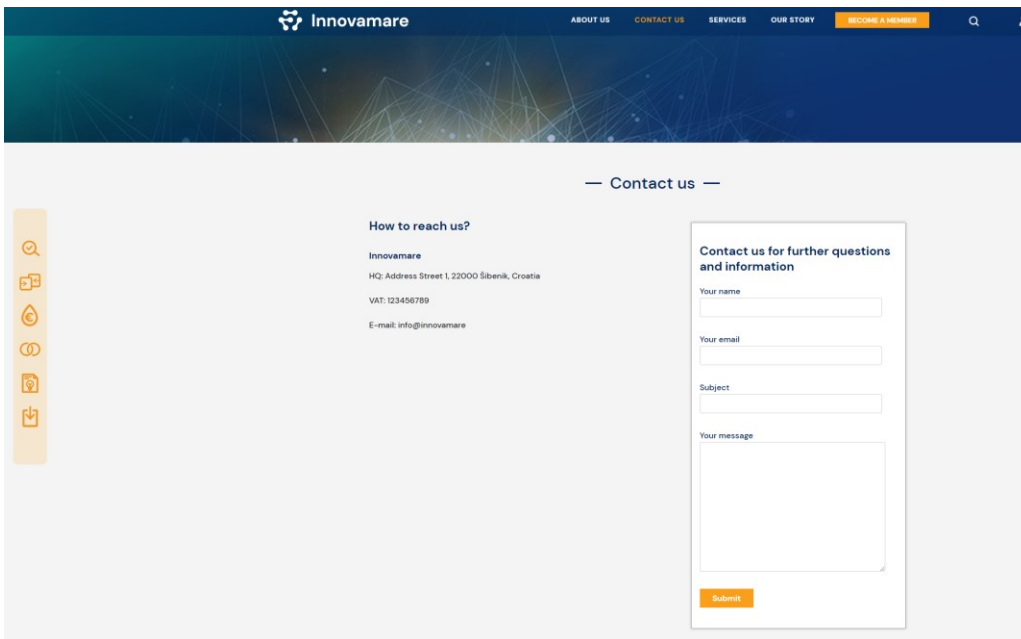 Innovamare
ABOUT US
CONTACT US
SERVICES
OUR STORY
BECOME A MEMBER
— Contact us —
How to reach us?
Innovamare
HQ: Address Street 1, 22000 Šibenik, Croatia
VAT: 123456789
E-mail: info@innovamare
Contact us for further questions
and information
Your name
Your email
Subject
Your message
Submit